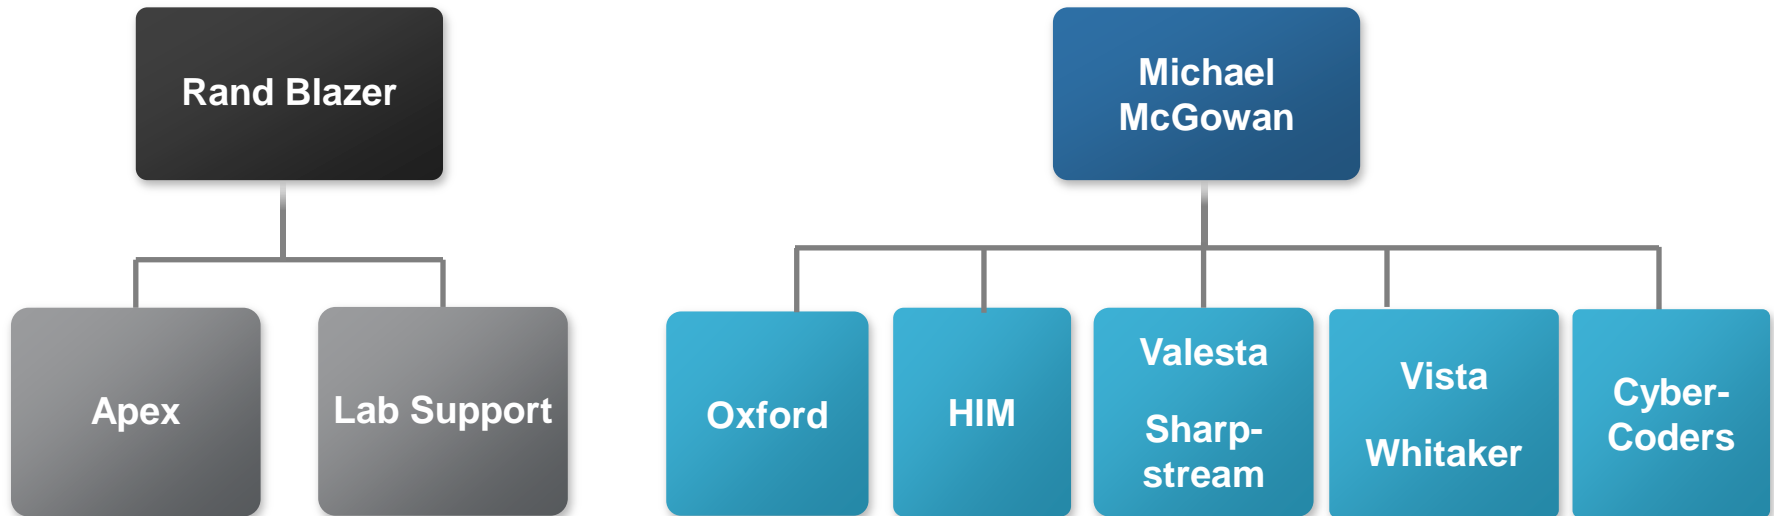 Rand Blazer
Michael
McGowan
Apex
Lab Support
Oxford
HIM
Valesta
Sharp-
stream
Vista
Whitaker
Cyber-
Coders